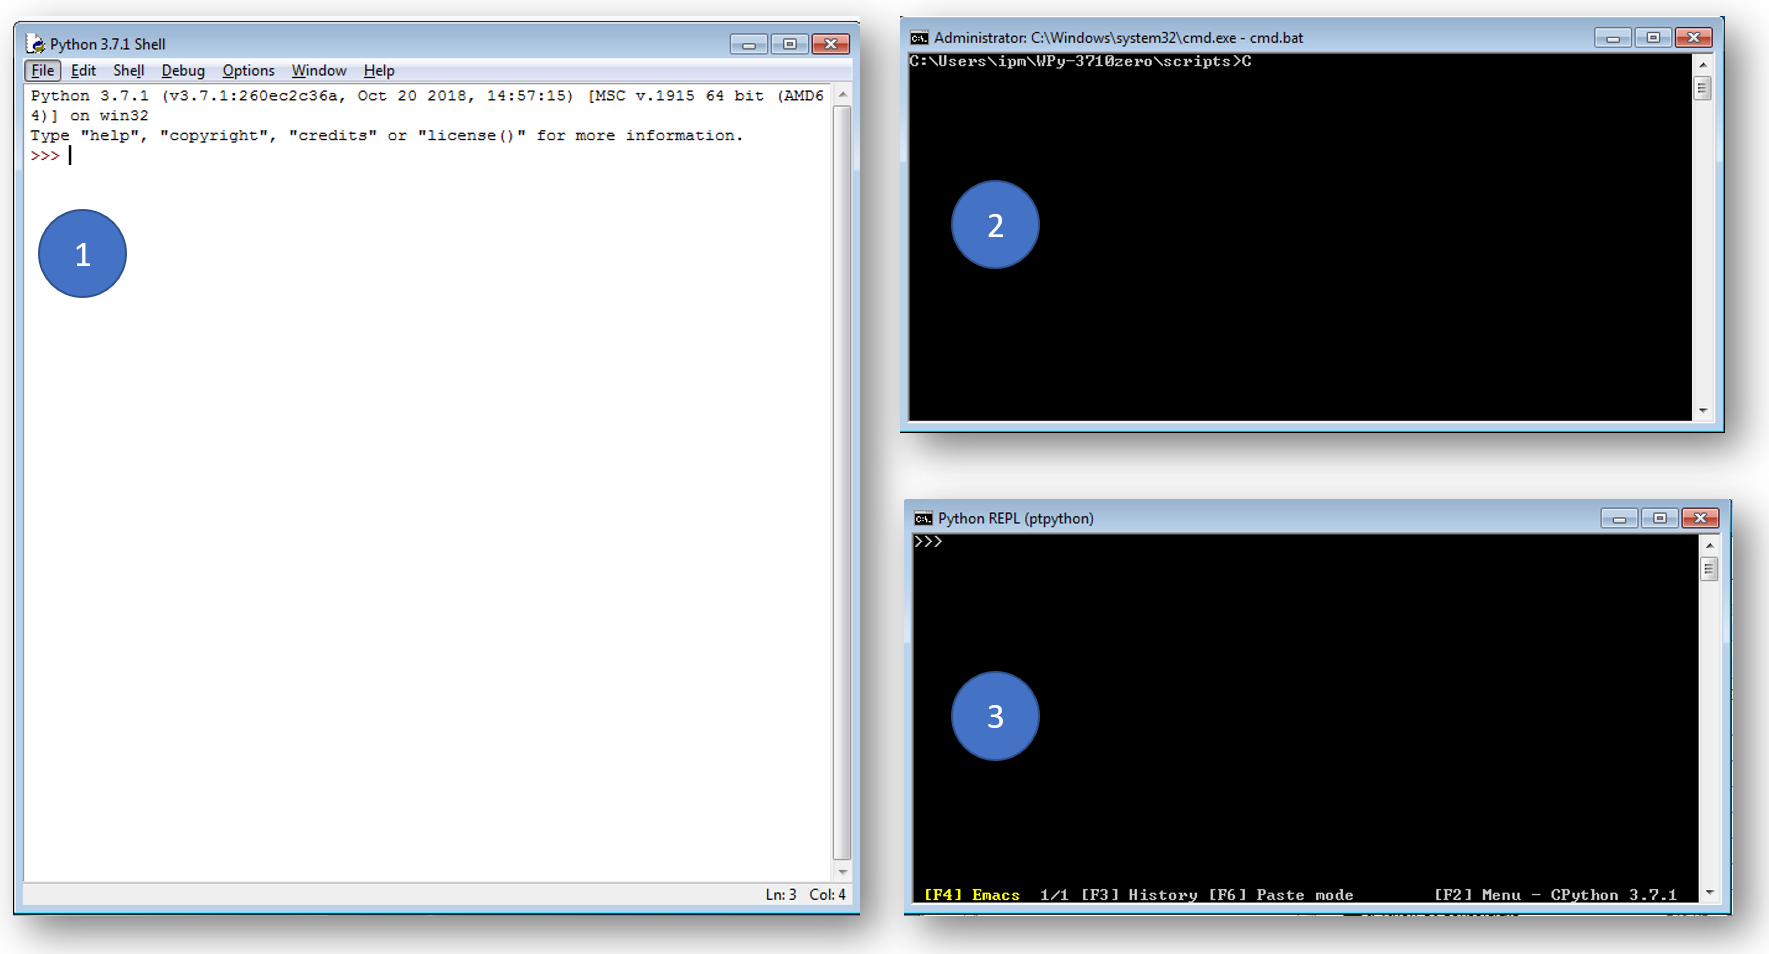 Python 3.7.1 Shell
File Edit Shell Debug Options Window Help
Python 3.7.1 (v3.7.1:260ec2c36a, Oct 20 2018, 14:57:15) [MSC v.1915 64 bit (AMD6
4)] on win32
Type "help", "copyright", "credits" or "license()" for more information.
>>>
1
Ln: 3 Col: 4
Administrator: C:\Windows\system32\cmd.exe - cmd.bat
C:\Users\ipm\WPy-3710zero\scripts>C
2
Python REPL (ptpython)
>>>
3
[F4] Emacs 1/1 [F3] History [F6] Paste mode [F2] Menu - CPython 3.7.1